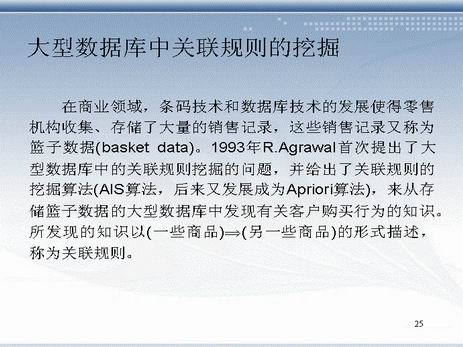 大型数据库中关联规则的挖掘
在商业领域，条码技术和数据库技术的发展使得零售
机构收集、存储了大量的销售记录，这些销售记录又称为
篮子数据(basket data)。1993年R.Agrawal首次提出了大
型数据库中的关联规则挖掘的问题，并给出了关联规则的
挖掘算法(AIS算法，后来又发展成为Apriori算法)，来从存
储篮子数据的大型数据库中发现有关客户购买行为的知识。
所发现的知识以(一些商品)⇒(另一些商品)的形式描述，
称为关联规则。
25